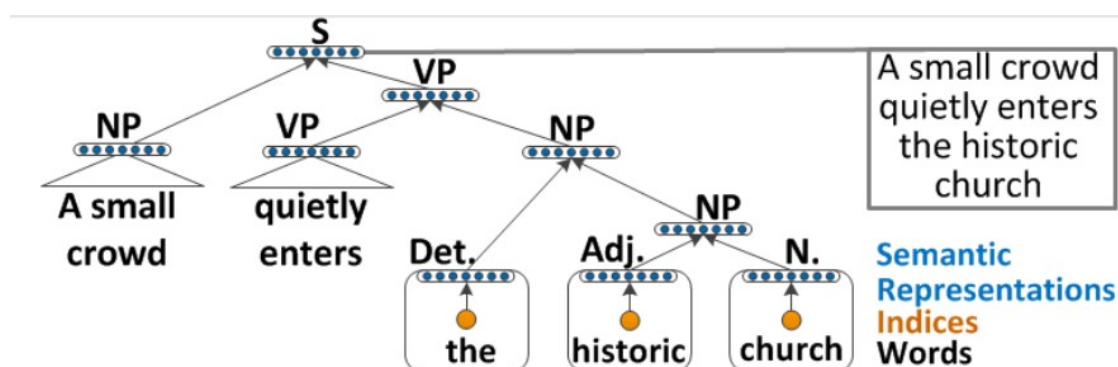 S
VP
NP
VP
NP
A small
crowd
quietly
enters
NP
Det.
Adj.
N.
the
historic
church
A small crowd
quietly enters
the historic
church
Semantic
Representations
Indices
Words